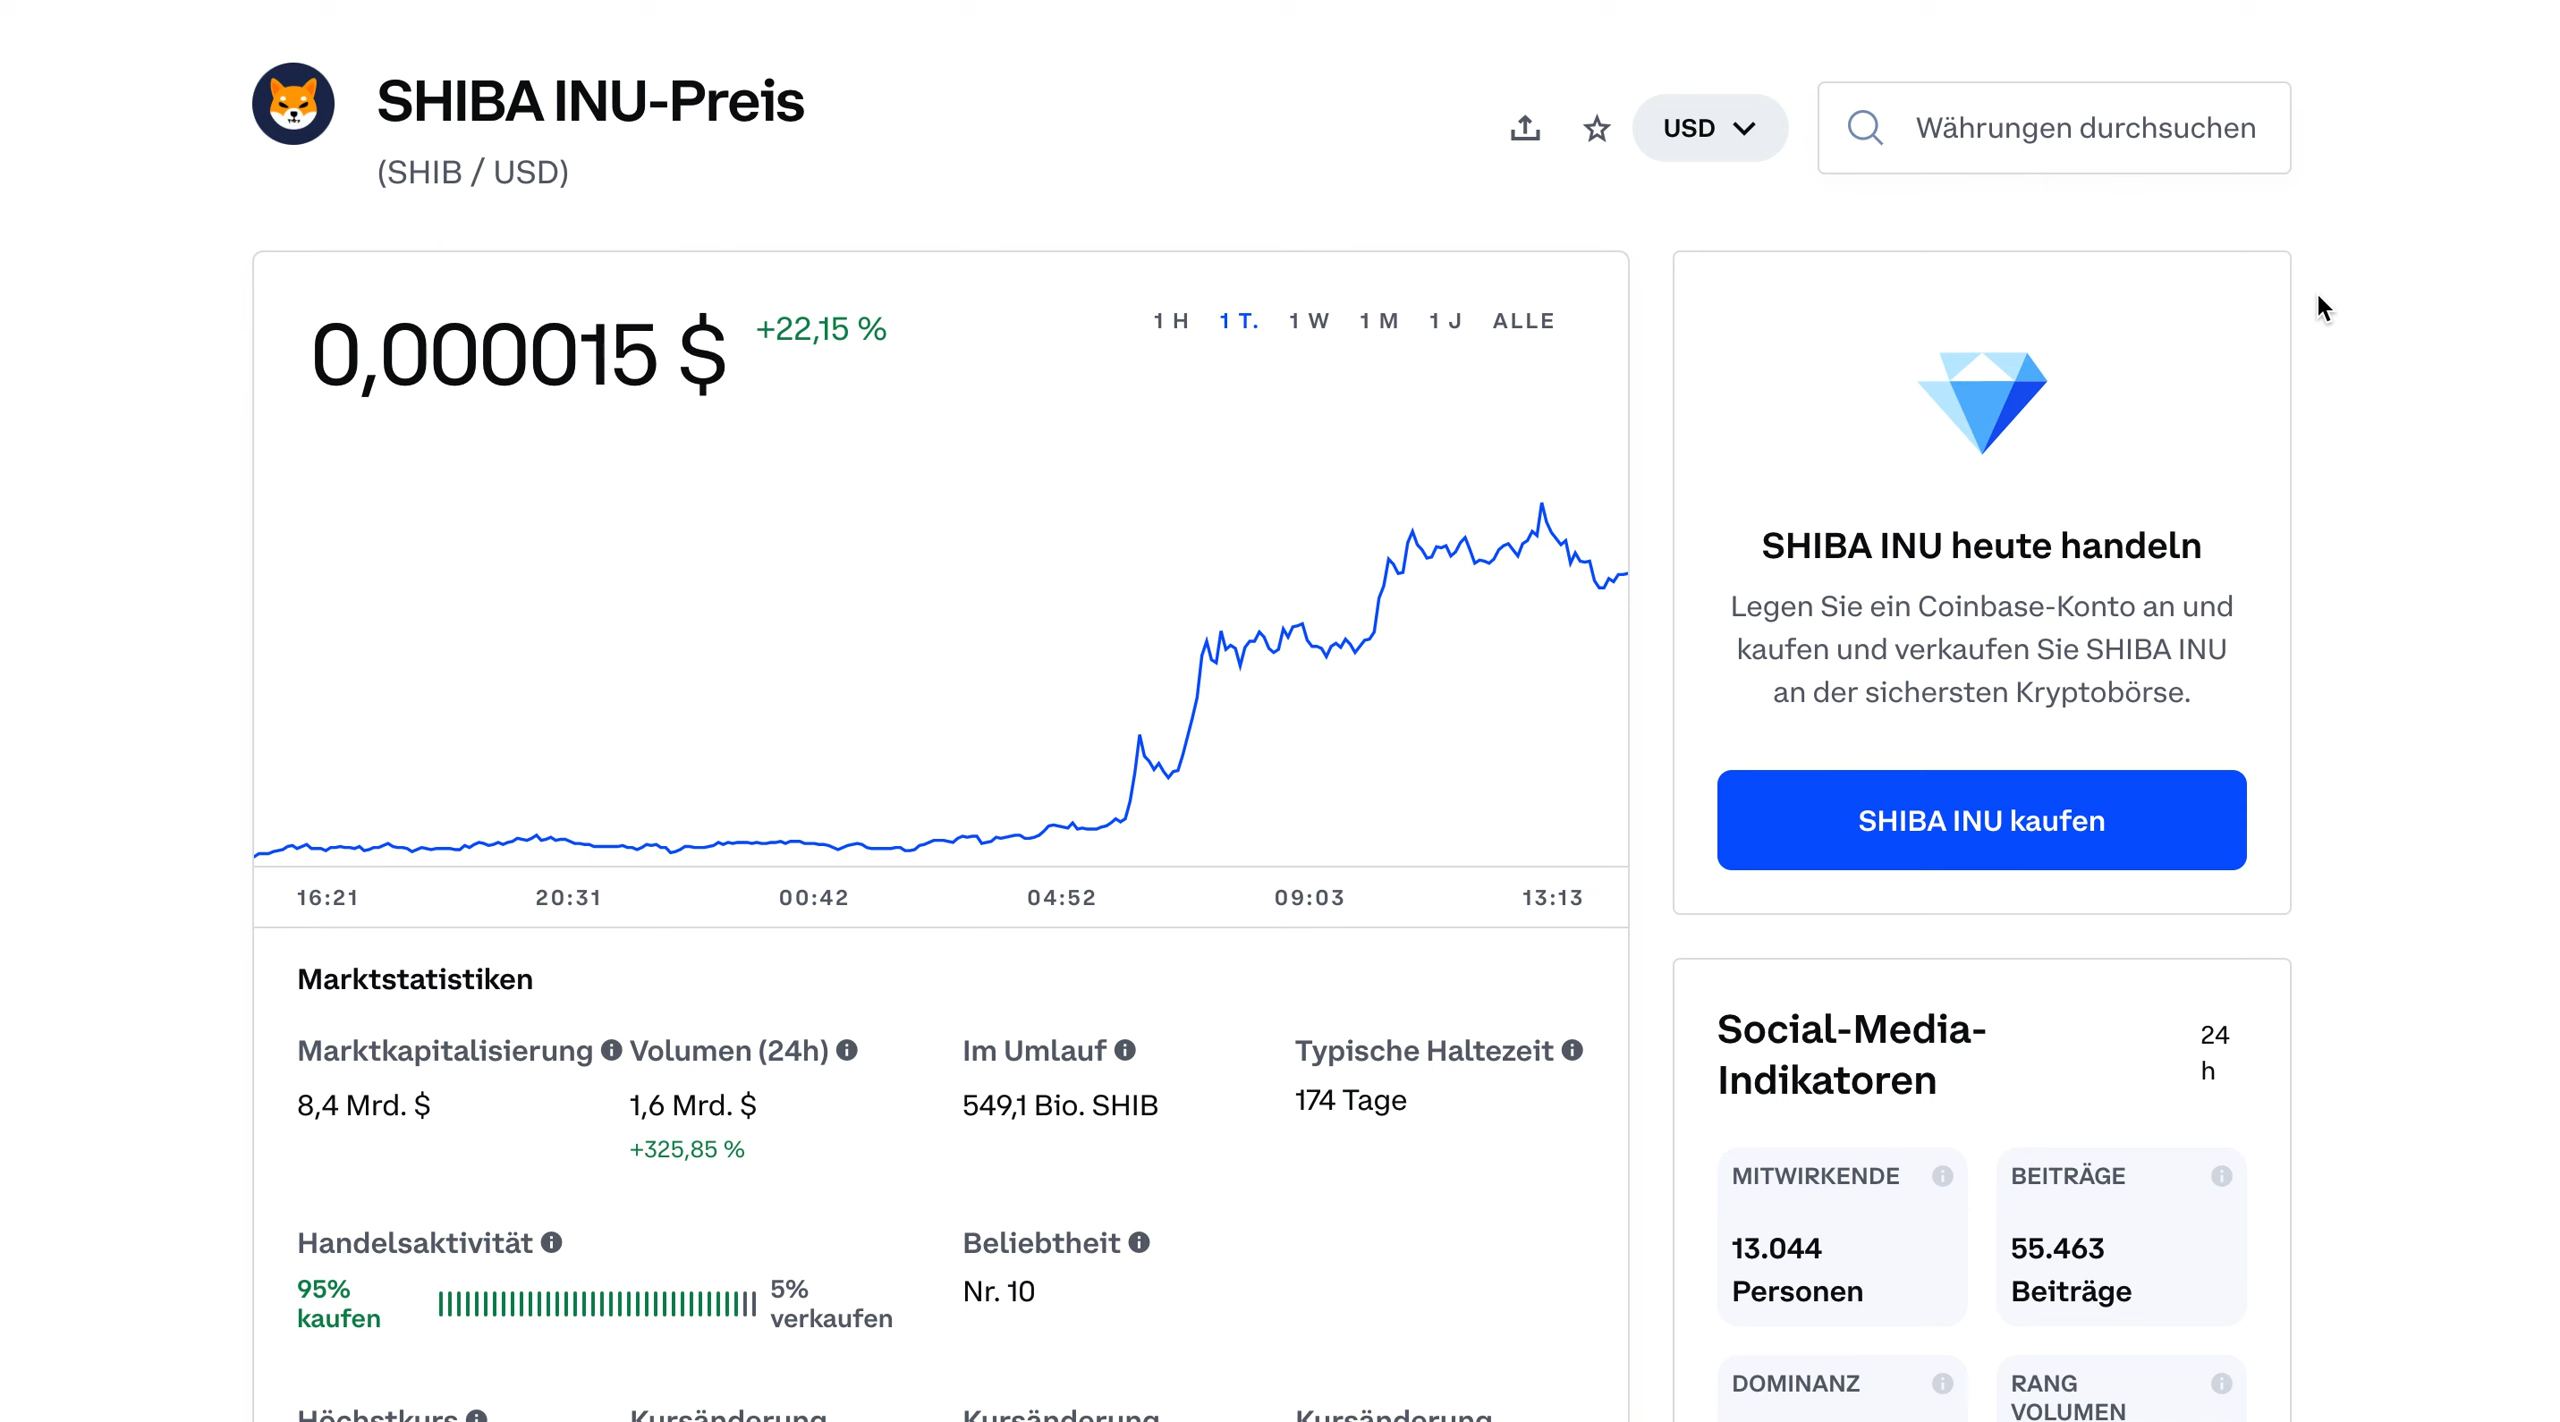 SHIBA INU-Preis
(SHIB / USD)
USD
Währungen durchsuchen
0,000015 $ +22,15 %
1 H 1 T. 1 W 1 M 1 J ALLE
16:21 20:31 00:42 04:52 09:03 13:13
Marktstatistiken
Marktkapitalisierung
8,4 Mrd. $
Volumen (24h)
1,6 Mrd. $
+325,85 %
Im Umlauf
549,1 Bio. SHIB
Typische Haltezeit
174 Tage
Handelsaktivität
95%
kaufen
5%
verkaufen
Beliebtheit
Nr. 10
Höchstkurs
Kursänderung
Kursänderung
Kursänderung
SHIBA INU heute handeln
Legen Sie ein Coinbase-Konto an und
kaufen und verkaufen Sie SHIBA INU
an der sichersten Kryptobörse.
SHIBA INU kaufen
Social-Media-
Indikatoren
24
h
MITWIRKENDE
13.044
Personen
BEITRÄGE
55.463
Beiträge
DOMINANZ
RANG
VOLUMEN